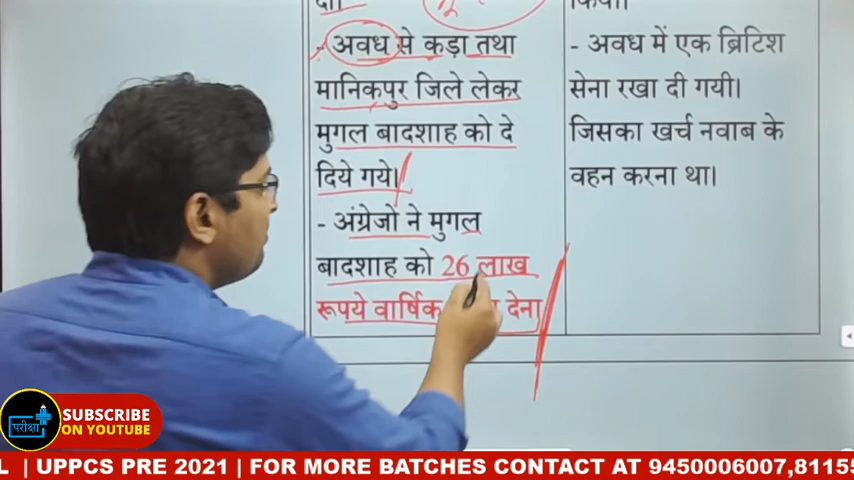 - अवध से कड़ा तथा
मानिकपुर जिले लेकर
मुगल बादशाह को दे
दिये गये।
- अंग्रेजो ने मुगल
बादशाह को 26 लाख
रूपये वार्षिक देना
किया।
- अवध में एक ब्रिटिश
सेना रखा दी गयी।
जिसका खर्च नवाब के
वहन करना था।
परीक्षा
SUBSCRIBE
ON YOUTUBE
| UPPCS PRE 2021 | FOR MORE BATCHES CONTACT AT 9450006007,8115